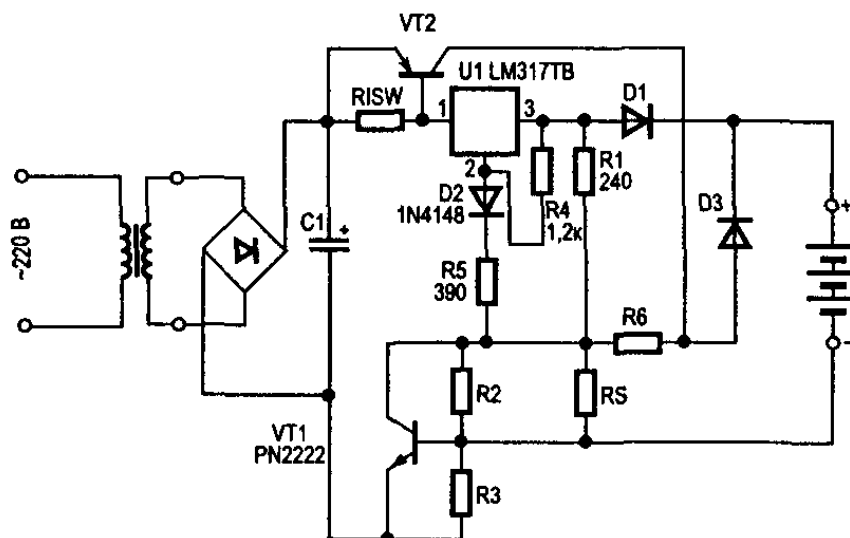 VT2
U1 LM317TB
RISW
1
3
D1
2
R1
240
D2
1N4148
R4
1,2к
D3
C1
+
+
~220 В
R5
390
R6
−
R2
RS
VT1
PN2222
R3